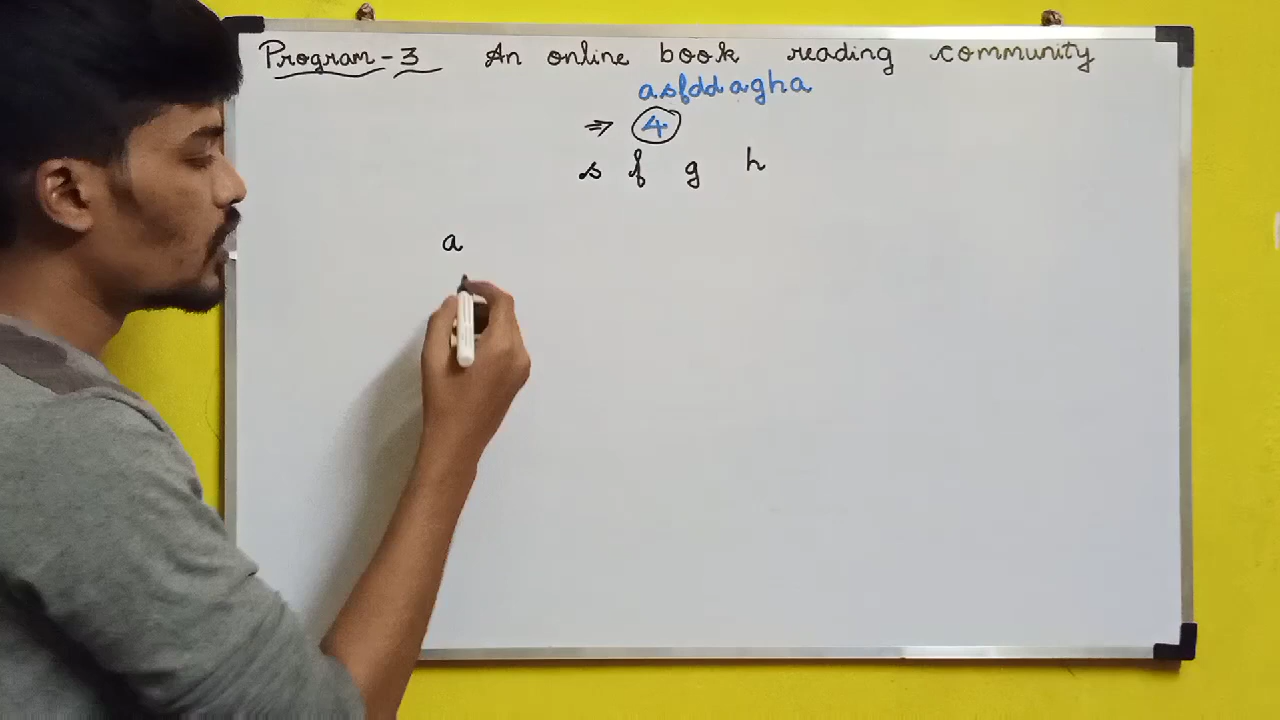 Program-3 An online book reading community
asfddagha
⇒ 4
s f g h
a